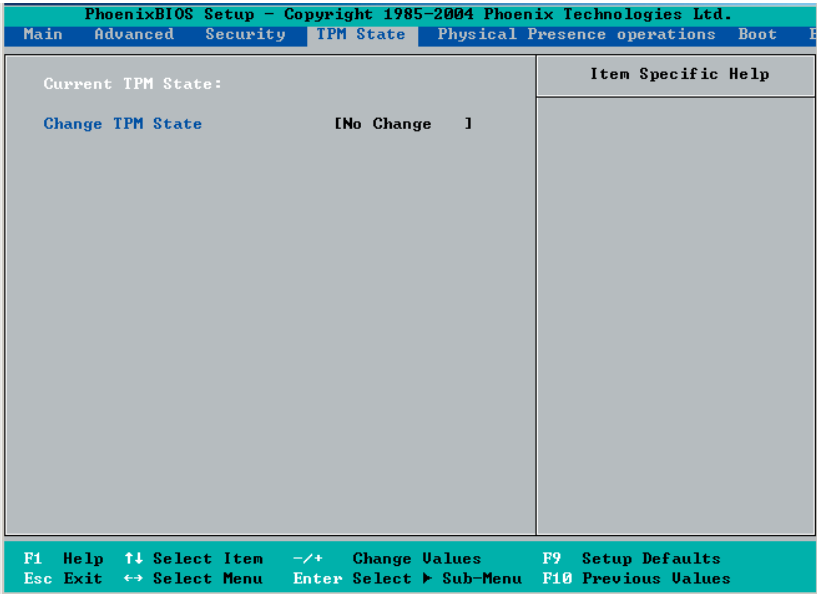 PhoenixBIOS Setup - Copyright 1985-2004 Phoenix Technologies Ltd.
Main Advanced Security TPM State Physical Presence operations Boot
Current TPM State:
Item Specific Help
Change TPM State [No Change ]
F1 Help ↑↓ Select Item -/+ Change Values F9 Setup Defaults
Esc Exit ↔ Select Menu Enter Select ▶ Sub-Menu F10 Previous Values